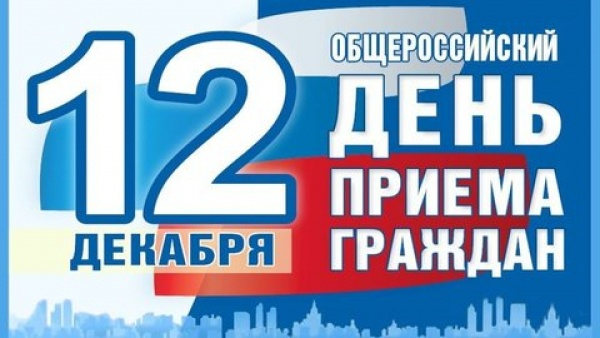 12
ДЕКАБРЯ
ОБЩЕРОССИЙСКИЙ
ДЕНЬ
ПРИЕМА
ГРАЖДАН